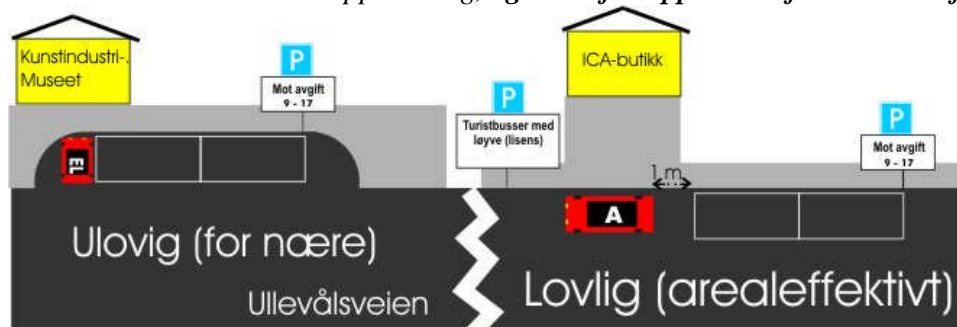 Kunstindustri-.
Museet
P
Mot avgift
9 - 17
EL
Ulovig (for nære)
Ullevålsveien
P
Turistbusser med
løyve (lisens)
ICA-butikk
P
Mot avgift
9 - 17
1 m
A
Lovlig (arealeffektivt)